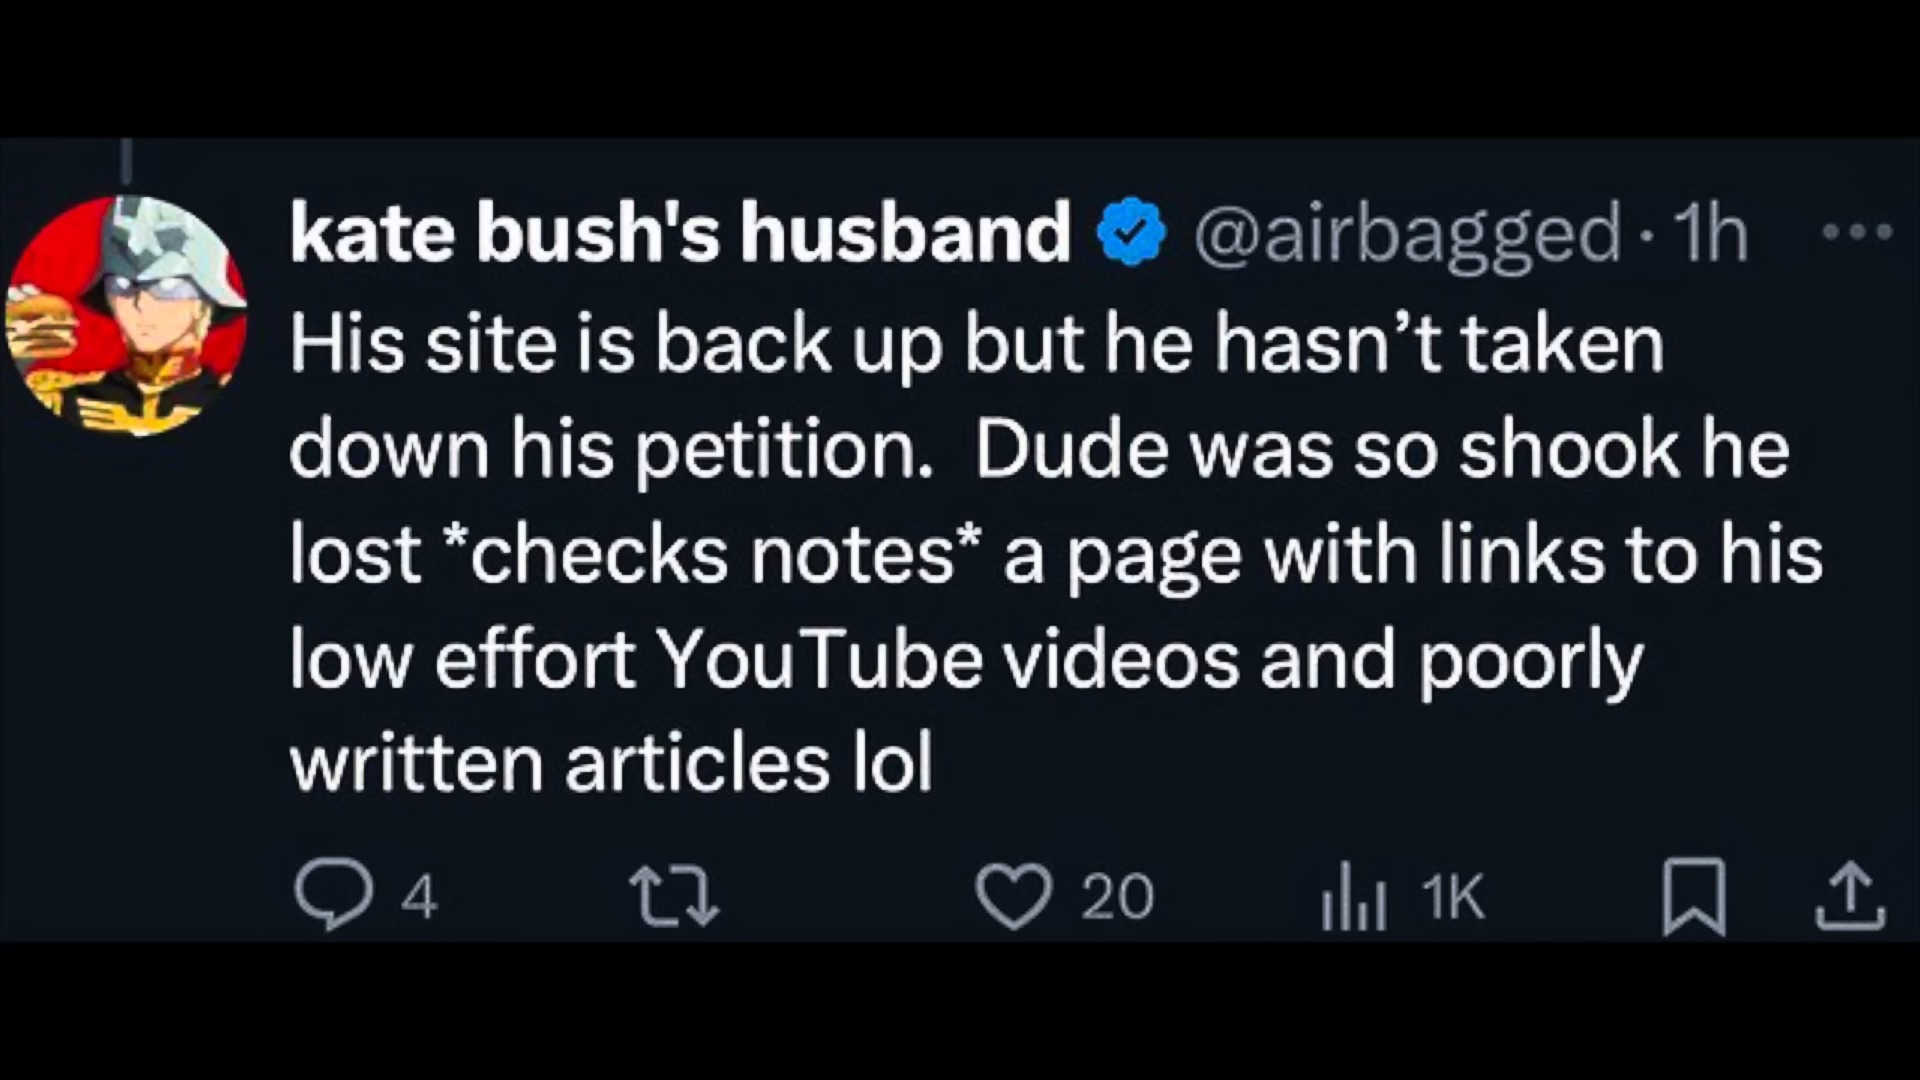 kate bush's husband @airbagged · 1h
His site is back up but he hasn’t taken
down his petition.  Dude was so shook he
lost *checks notes* a page with links to his
low effort YouTube videos and poorly
written articles lol
4 20 1K